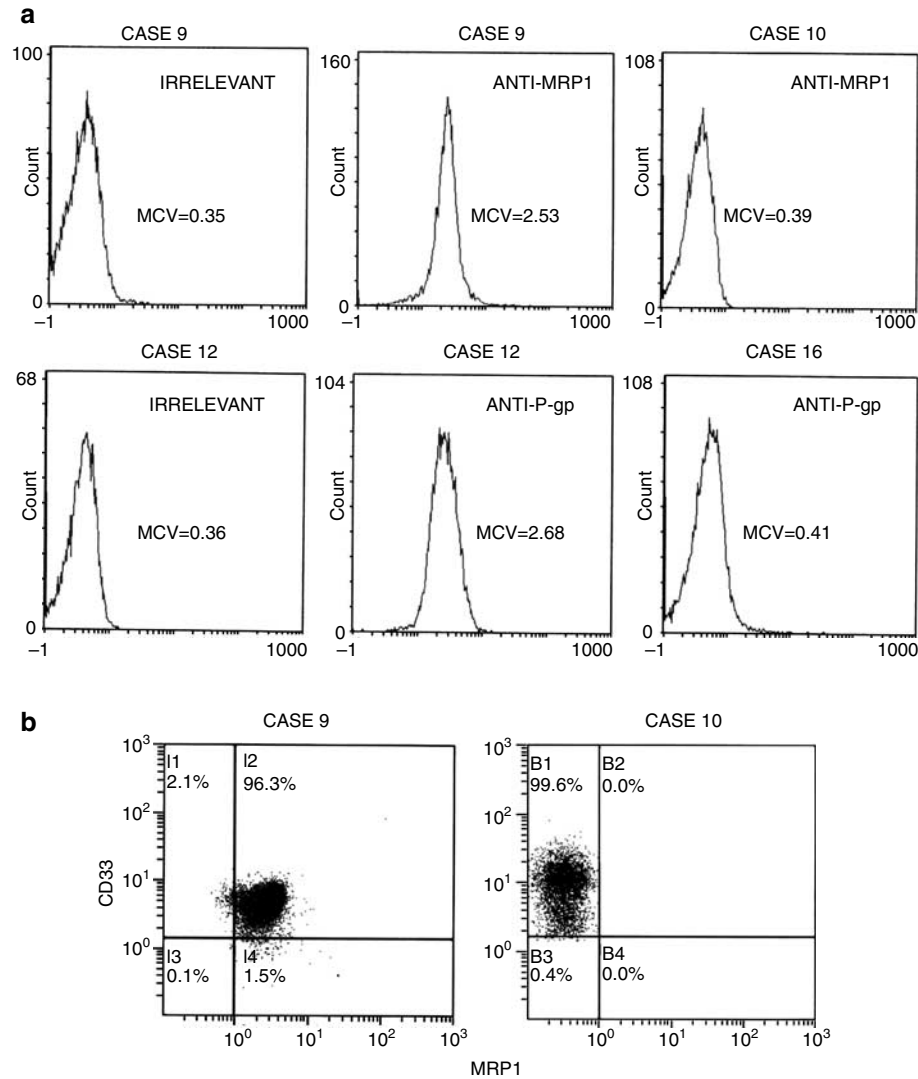 a
CASE 9
100
IRRELEVANT
Count
MCV=0.35
0
–1
1000
CASE 9
160
ANTI-MRP1
Count
MCV=2.53
0
–1
1000
CASE 10
108
ANTI-MRP1
Count
MCV=0.39
0
–1
1000
CASE 12
68
IRRELEVANT
Count
MCV=0.36
0
–1
1000
CASE 12
104
ANTI-P-gp
Count
MCV=2.68
0
–1
1000
CASE 16
108
ANTI-P-gp
Count
MCV=0.41
0
–1
1000
b
CASE 9
10³
I1
2.1%
I2
96.3%
10²
CD33
10¹
10⁰
I3
0.1%
I4
1.5%
10⁰
10¹
10²
10³
CASE 10
10³
B1
99.6%
B2
0.0%
10²
10¹
10⁰
B3
0.4%
B4
0.0%
10⁰
10¹
10²
10³
MRP1